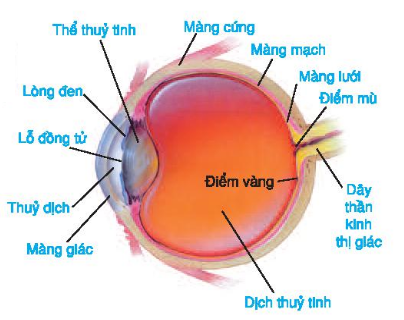 Thể thuỷ tinh
Màng cứng
Màng mạch
Màng lưới
Điểm mù
Lòng đen
Lỗ đồng tử
Thuỷ dịch
Màng giác
Điểm vàng
Dây
thần
kinh
thị giác
Dịch thuỷ tinh